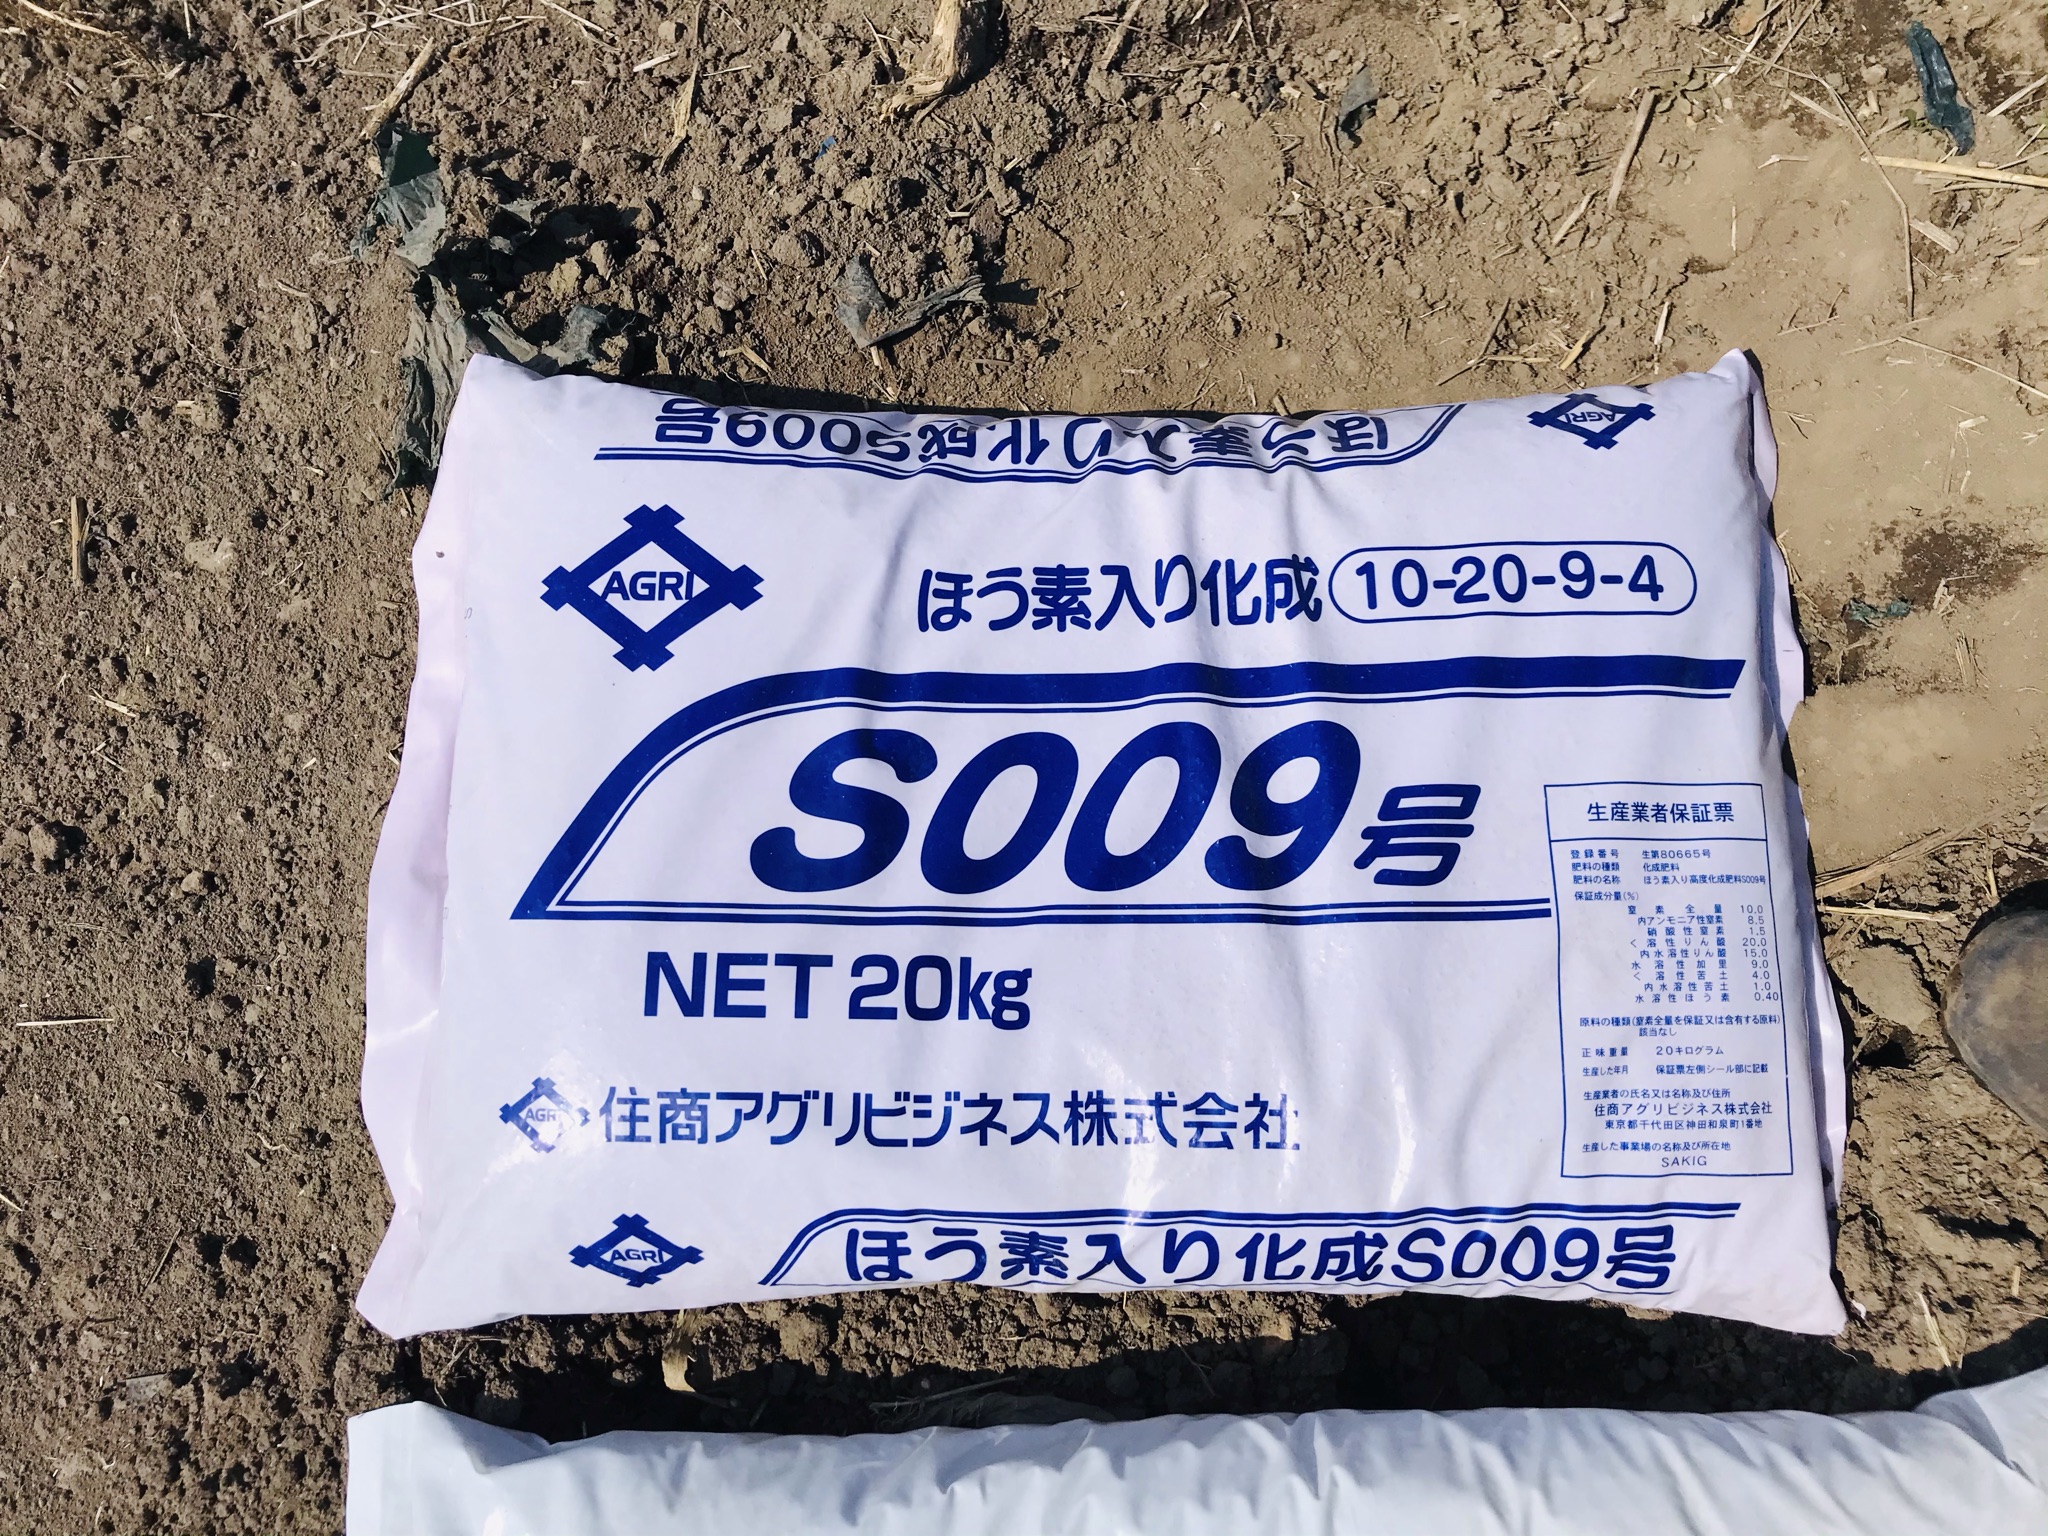 ほう素入り化成S009号
AGRI
AGRI
ほう素入り化成 10-20-9-4
S009号
NET 20kg
AGRI 住商アグリビジネス株式会社
AGRI
ほう素入り化成S009号
生産業者保証票
登録番号 生第80665号
肥料の種類 化成肥料
肥料の名称 ほう素入り高度化成肥料S009号
保証成分量(%)
窒素全量 10.0
内アンモニア性窒素 8.5
硝酸性窒素 1.5
く溶性りん酸 20.0
内水溶性りん酸 15.0
水溶性加里 9.0
く溶性苦土 4.0
内水溶性苦土 1.0
水溶性ほう素 0.40
原料の種類(窒素全量を保証又は含有する原料)
該当なし
正味重量 20キログラム
生産した年月 保証票左側シール部に記載
生産業者の氏名又は名称及び住所
住商アグリビジネス株式会社
東京都千代田区神田和泉町1番地
生産した事業場の名称及び所在地
SAKIG